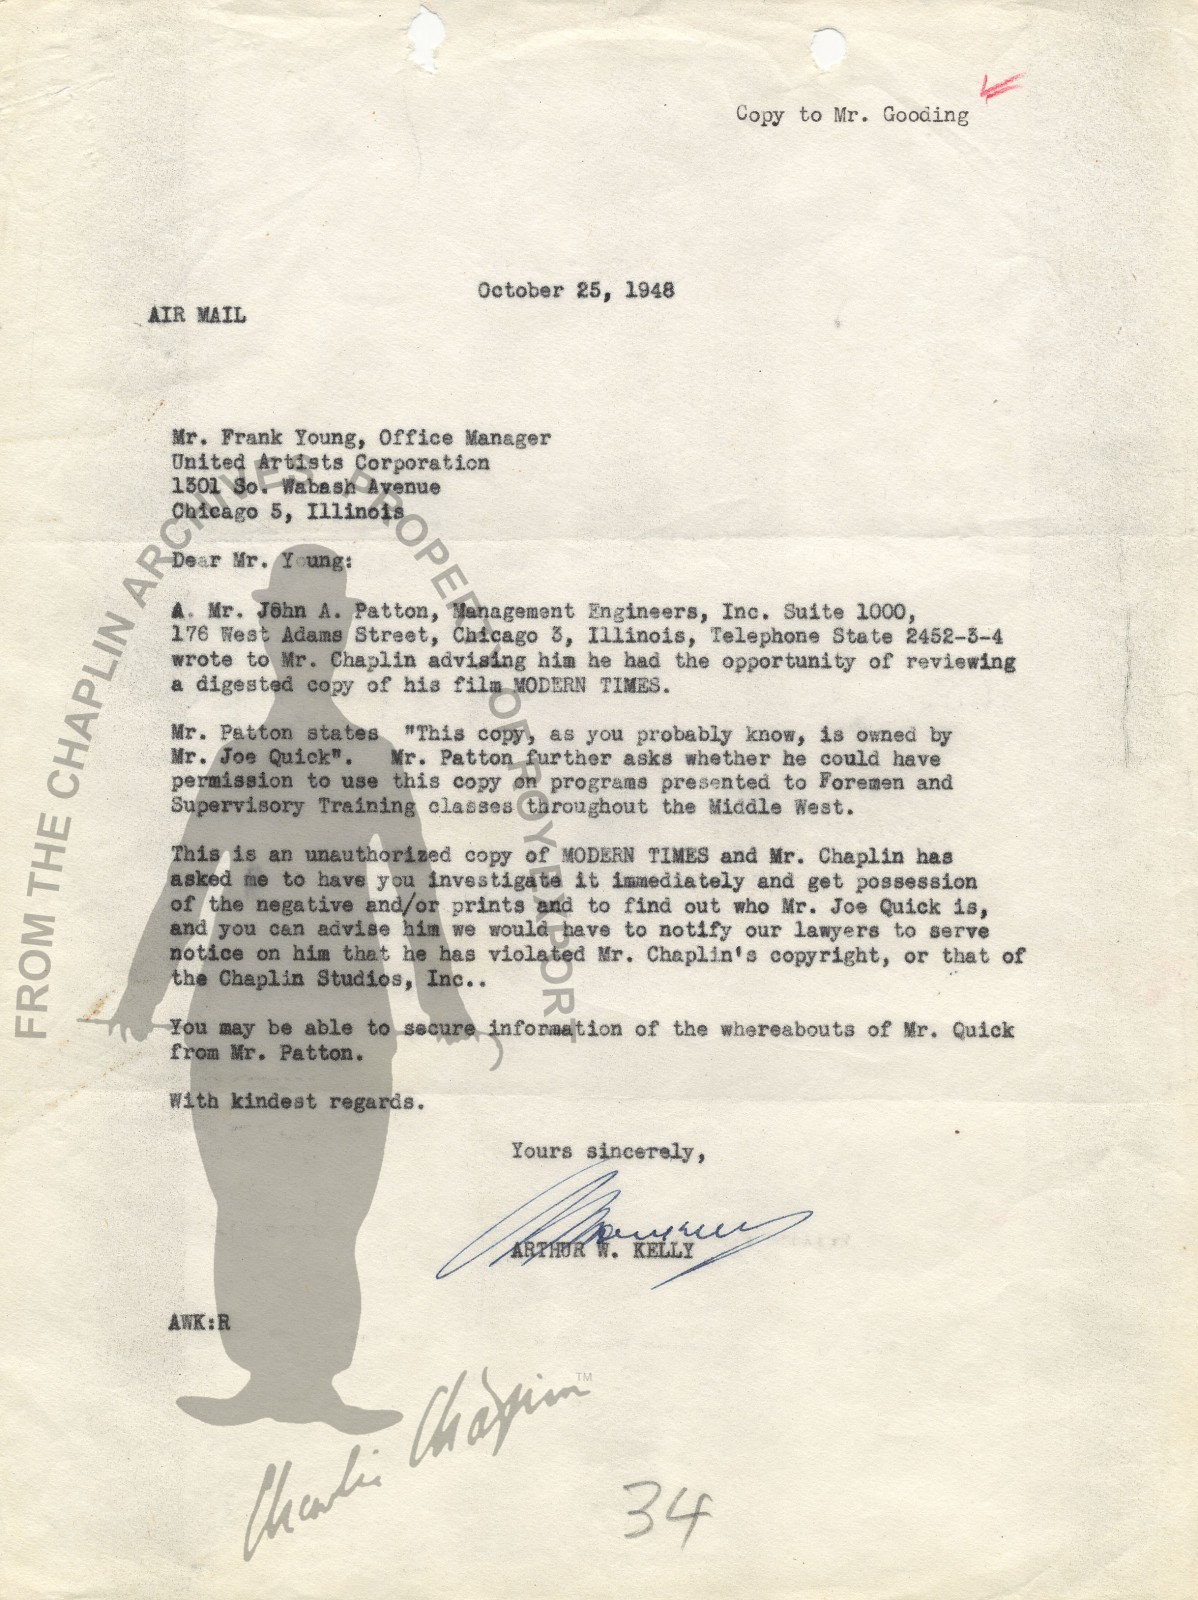 Copy to Mr. Gooding
October 25, 1948
AIR MAIL
Mr. Frank Young, Office Manager
United Artists Corporation
1301 So. Wabash Avenue
Chicago 5, Illinois
Dear Mr. Young:
A Mr. John A. Patton, Management Engineers, Inc. Suite 1000,
176 West Adams Street, Chicago 3, Illinois, Telephone State 2452-3-4
wrote to Mr. Chaplin advising him he had the opportunity of reviewing
a digested copy of his film MODERN TIMES.
Mr. Patton states "This copy, as you probably know, is owned by
Mr. Joe Quick". Mr. Patton further asks whether he could have
permission to use this copy on programs presented to Foremen and
Supervisory Training classes throughout the Middle West.
This is an unauthorized copy of MODERN TIMES and Mr. Chaplin has
asked me to have you investigate it immediately and get possession
of the negative and/or prints and to find out who Mr. Joe Quick is,
and you can advise him we would have to notify our lawyers to serve
notice on him that he has violated Mr. Chaplin's copyright, or that of
the Chaplin Studios, Inc..
You may be able to secure information of the whereabouts of Mr. Quick
from Mr. Patton.
With kindest regards.
Yours sincerely,
ARTHUR W. KELLY
AWK:R
FROM THE CHAPLIN ARCHIVES PROPERTY OF ROY EXPORT
Charlie Chaplin™
34